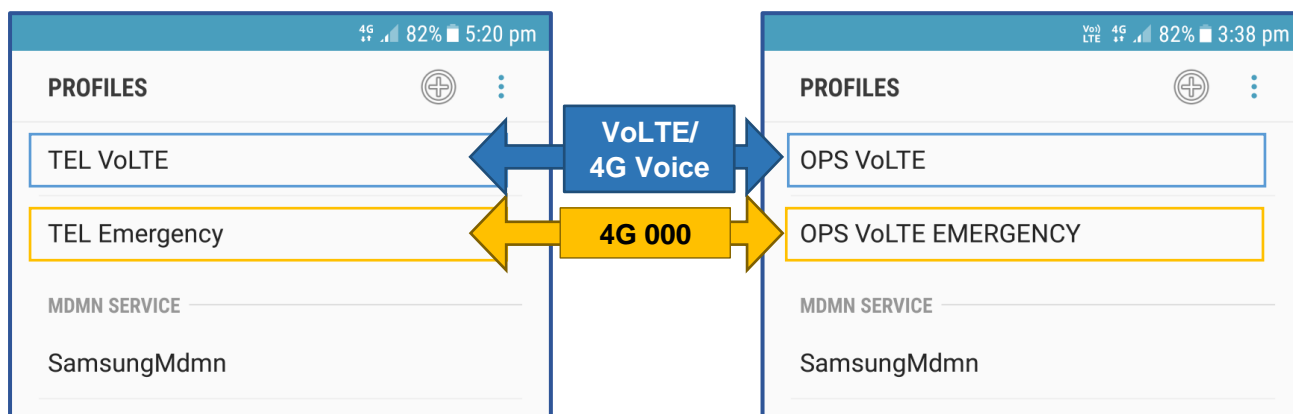 4G 82% 5:20 pm
PROFILES
TEL VoLTE
TEL Emergency
MDMN SERVICE
SamsungMdmn
VoLTE/
4G Voice
4G 000
Vo)) LTE 4G 82% 3:38 pm
PROFILES
OPS VoLTE
OPS VoLTE EMERGENCY
MDMN SERVICE
SamsungMdmn